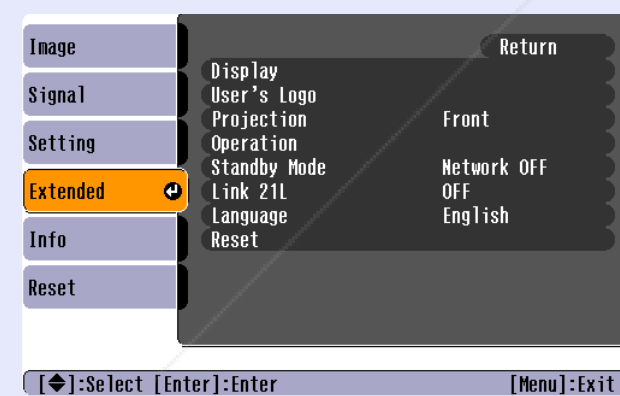 Image
Signal
Setting
Extended
Info
Reset
Return
Display
User's Logo
Projection Front
Operation
Standby Mode Network OFF
Link 21L OFF
Language English
Reset
[◆]:Select [Enter]:Enter [Menu]:Exit